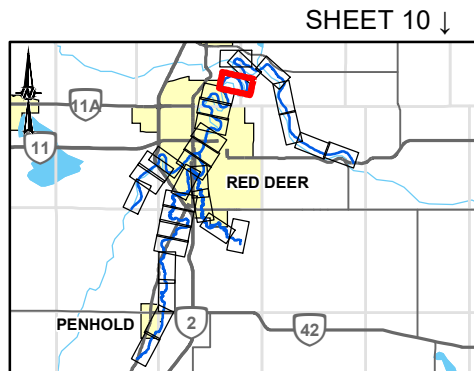 SHEET 10 ↓
11A
11
RED DEER
PENHOLD
2
42